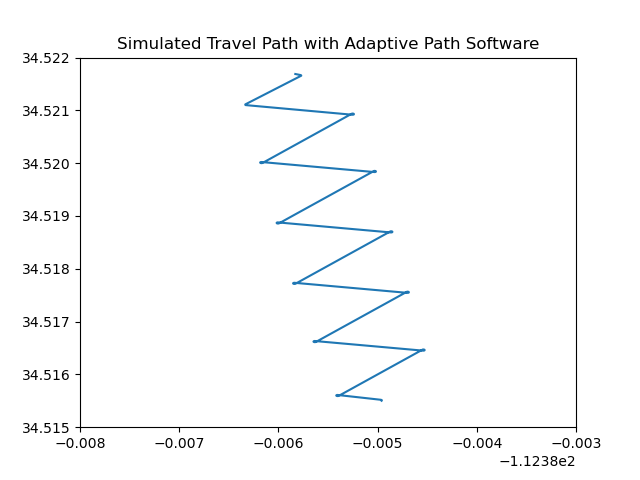 Simulated Travel Path with Adaptive Path Software
34.522
34.521
34.520
34.519
34.518
34.517
34.516
34.515
−0.008 −0.007 −0.006 −0.005 −0.004 −0.003
−1.1238e2